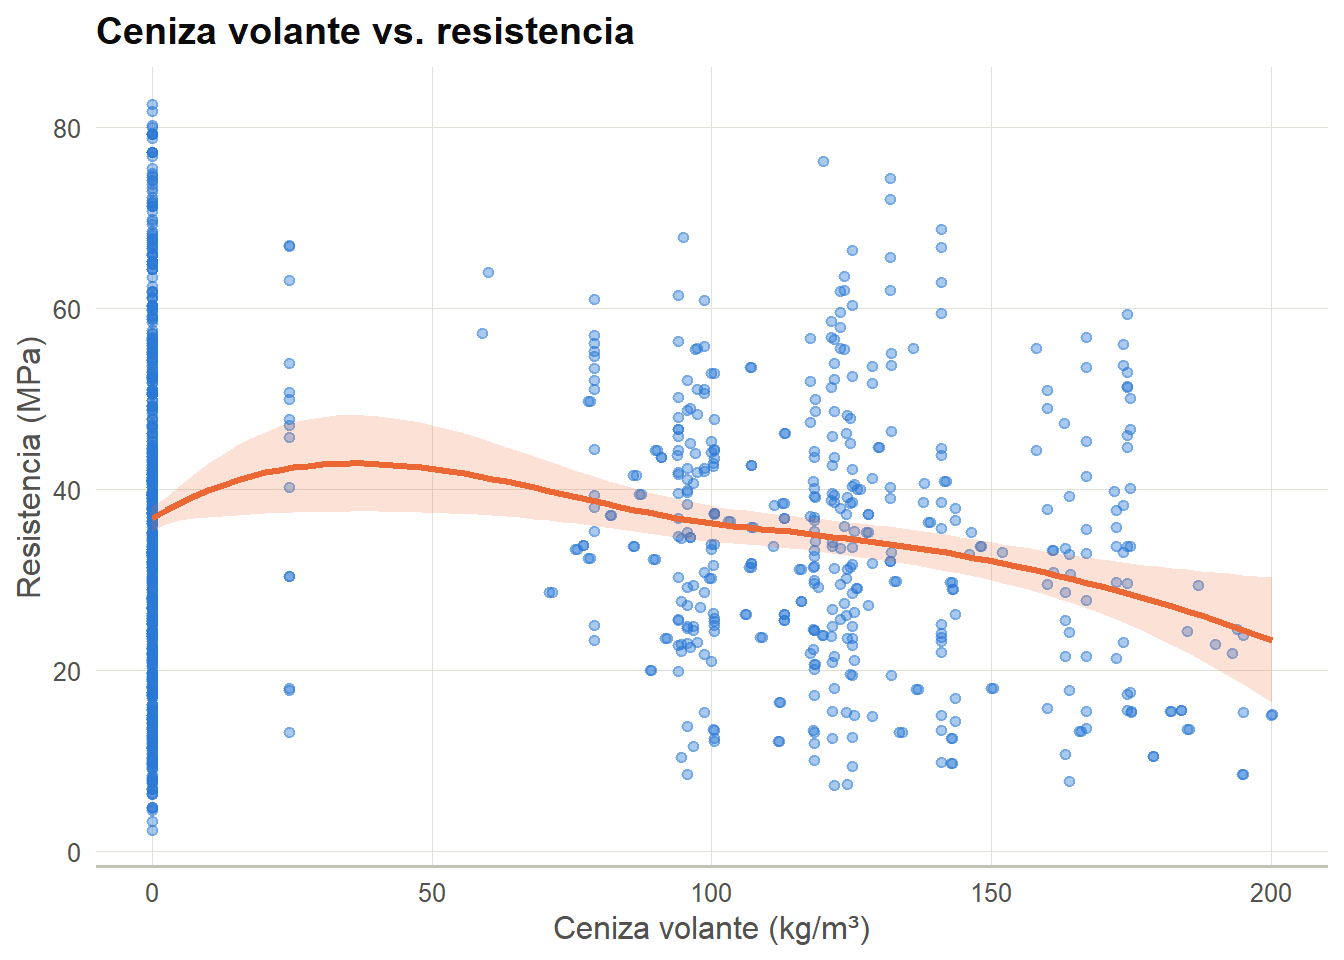 Ceniza volante vs. resistencia
Resistencia (MPa)
80
60
40
20
0
0 50 100 150 200
Ceniza volante (kg/m³)